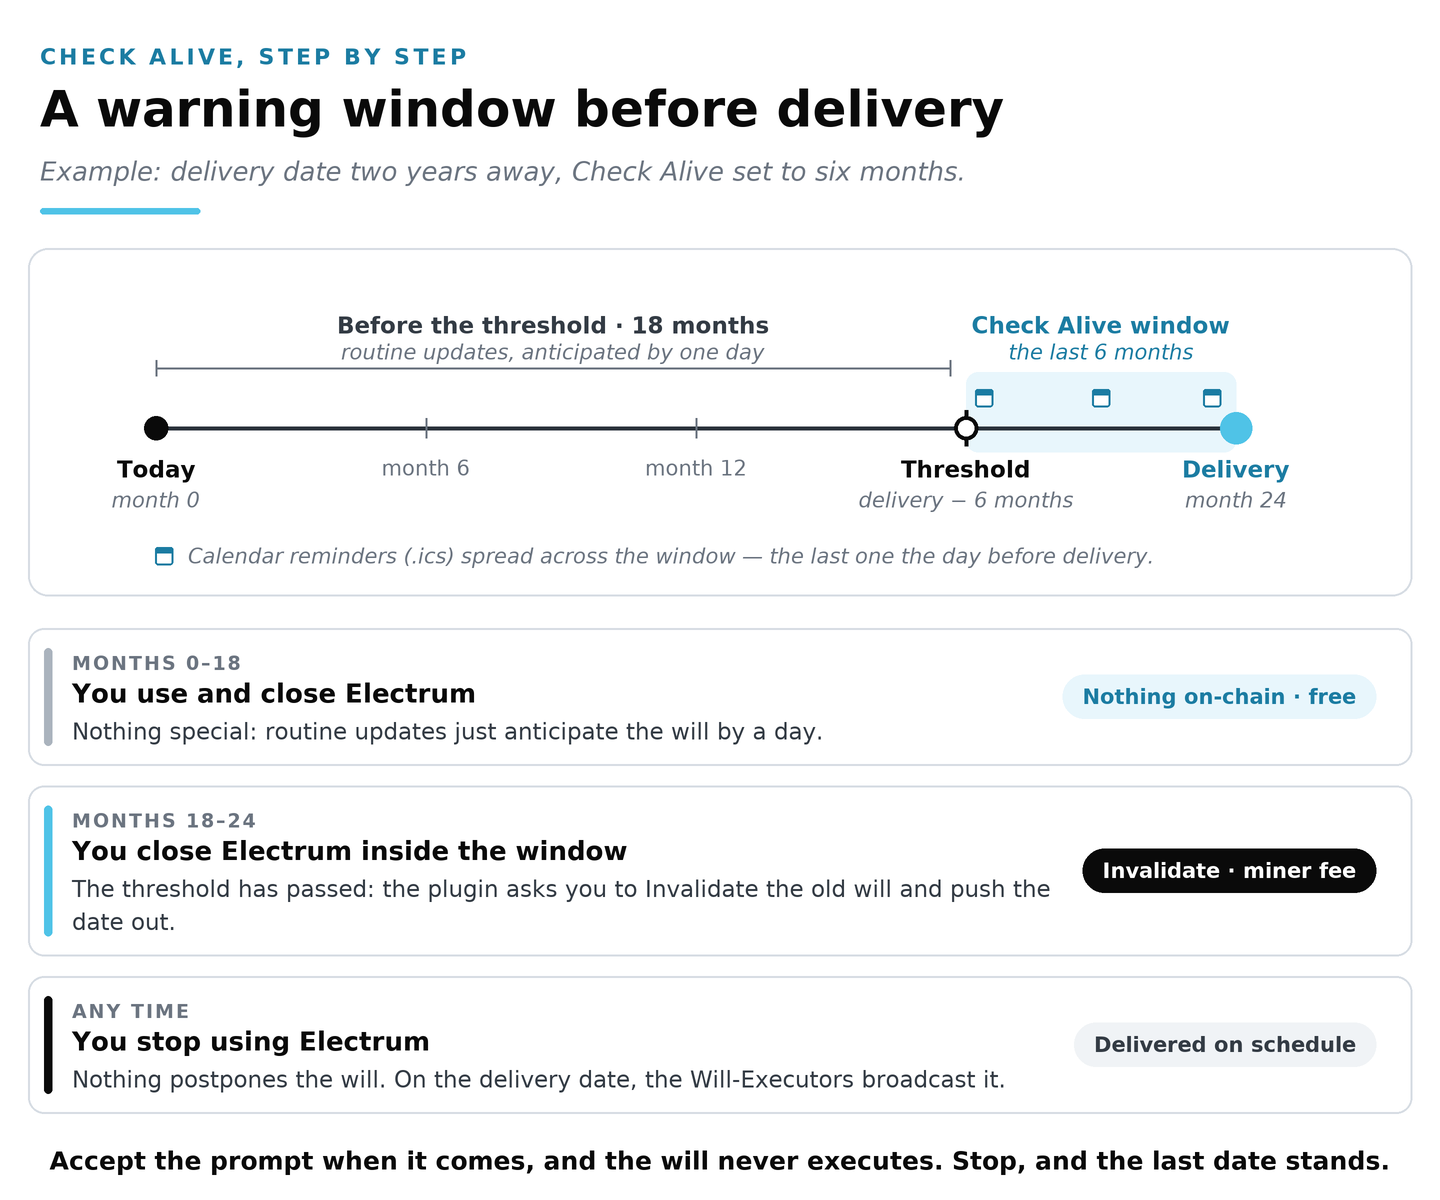 CHECK ALIVE, STEP BY STEP
A warning window before delivery
Example: delivery date two years away, Check Alive set to six months.
Before the threshold · 18 months
routine updates, anticipated by one day
Check Alive window
the last 6 months
Today
month 0
month 6
month 12
Threshold
delivery − 6 months
Delivery
month 24
Calendar reminders (.ics) spread across the window — the last one the day before delivery.
MONTHS 0–18
You use and close Electrum
Nothing special: routine updates just anticipate the will by a day.
Nothing on-chain · free
MONTHS 18–24
You close Electrum inside the window
The threshold has passed: the plugin asks you to Invalidate the old will and push the
date out.
Invalidate · miner fee
ANY TIME
You stop using Electrum
Nothing postpones the will. On the delivery date, the Will-Executors broadcast it.
Delivered on schedule
Accept the prompt when it comes, and the will never executes. Stop, and the last date stands.